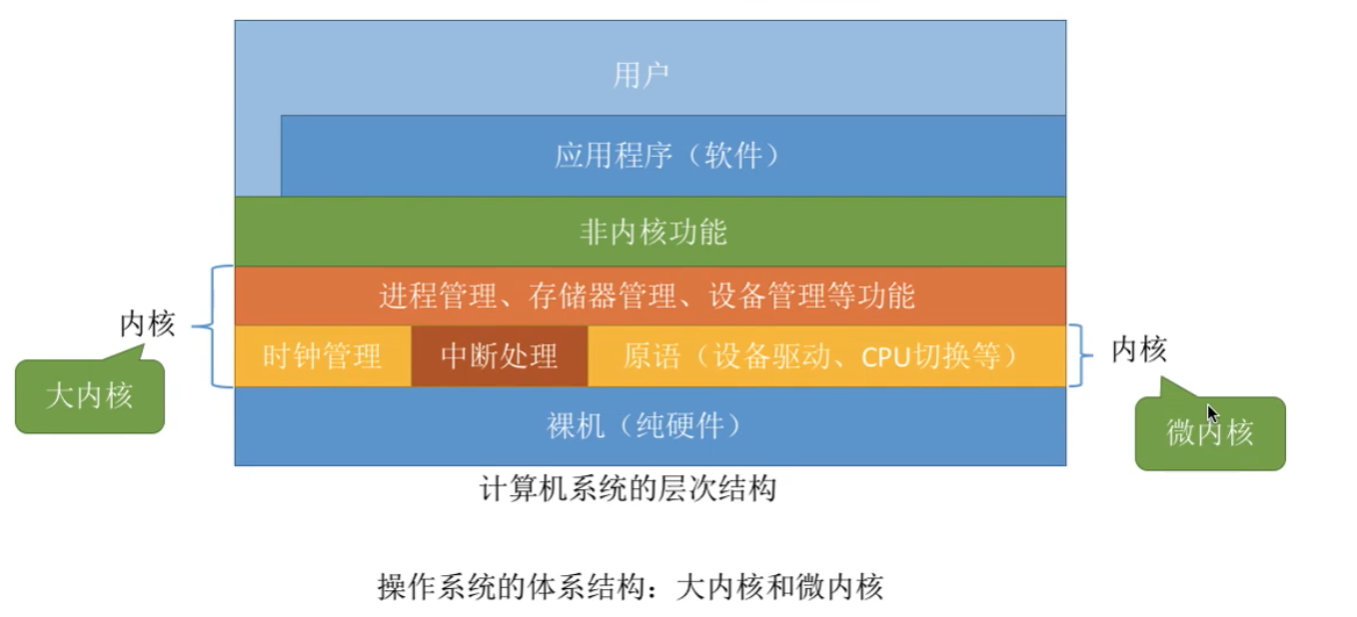 用户
应用程序（软件）
非内核功能
进程管理、存储器管理、设备管理等功能
内核
大内核
时钟管理
中断处理
原语（设备驱动、CPU切换等）
内核
微内核
裸机（纯硬件）
计算机系统的层次结构
操作系统的体系结构：大内核和微内核